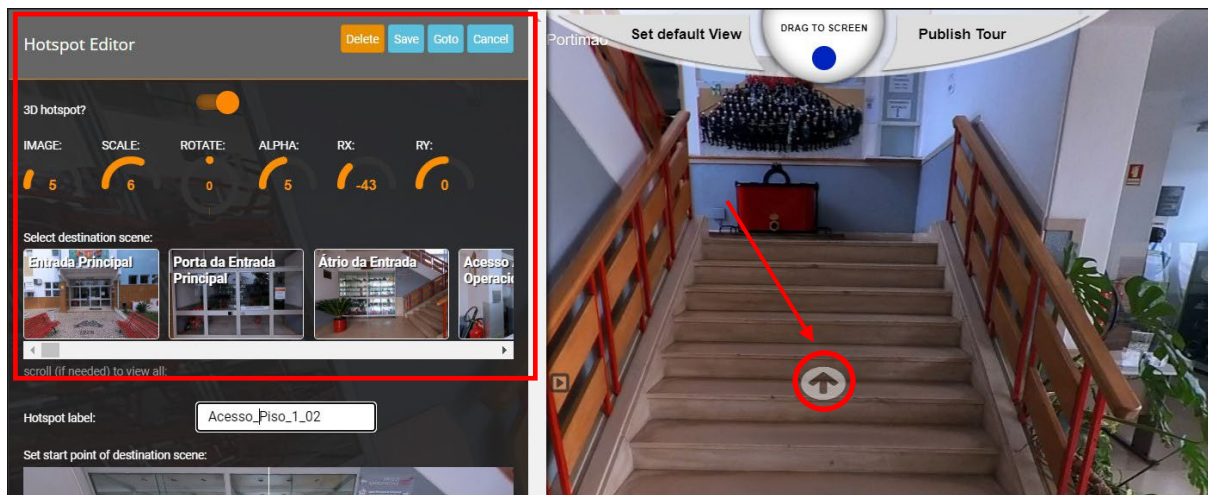 Hotspot Editor
Delete Save Goto Cancel
3D hotspot?
IMAGE: SCALE: ROTATE: ALPHA: RX: RY:
5 6 0 5 -43 0
Select destination scene:
Entrada Principal
Porta da Entrada
Principal
Átrio da Entrada
Acesso
Operacio
scroll (if needed) to view all:
Hotspot label:
Acesso_Piso_1_02
Set start point of destination scene:
Portimão
Set default View
DRAG TO SCREEN
Publish Tour